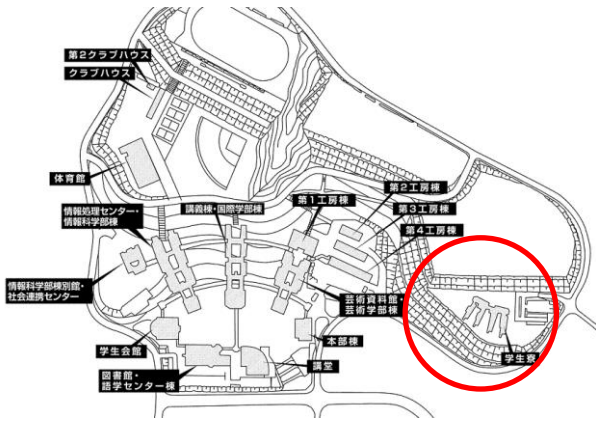 第2クラブハウス
クラブハウス
体育館
情報処理センター・
情報科学部棟
講義棟・国際学部棟
第1工房棟
第2工房棟
第3工房棟
第4工房棟
情報科学部棟別館・
社会連携センター
芸術資料館・
芸術学部棟
学生会館
本部棟
学生寮
図書館・
語学センター棟
講堂